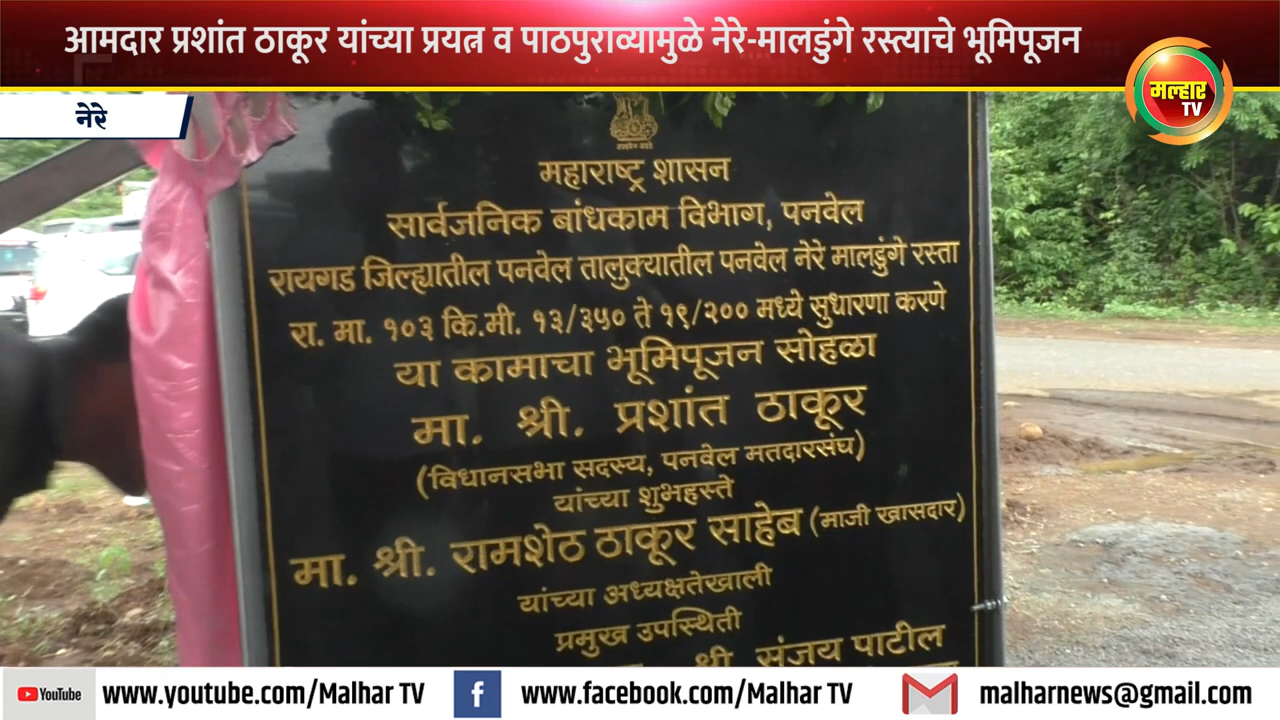 आमदार प्रशांत ठाकूर यांच्या प्रयत्न व पाठपुराव्यामुळे नेरे-मालडुंगे रस्त्याचे भूमिपूजन
मल्हार
TV
नेरे
महाराष्ट्र शासन
सार्वजनिक बांधकाम विभाग, पनवेल
रायगड जिल्ह्यातील पनवेल तालुक्यातील पनवेल नेरे मालडुंगे रस्ता
रा. मा. १०३ कि.मी. १३/३५० ते १९/२०० मध्ये सुधारणा करणे
या कामाचा भूमिपूजन सोहळा
मा. श्री. प्रशांत ठाकूर
(विधानसभा सदस्य, पनवेल मतदारसंघ)
यांच्या शुभहस्ते
मा. श्री. रामशेठ ठाकूर साहेब (माजी खासदार)
यांच्या अध्यक्षतेखाली
प्रमुख उपस्थिती
श्री. संजय पाटील
YouTube www.youtube.com/Malhar TV
f www.facebook.com/Malhar TV
malharnews@gmail.com